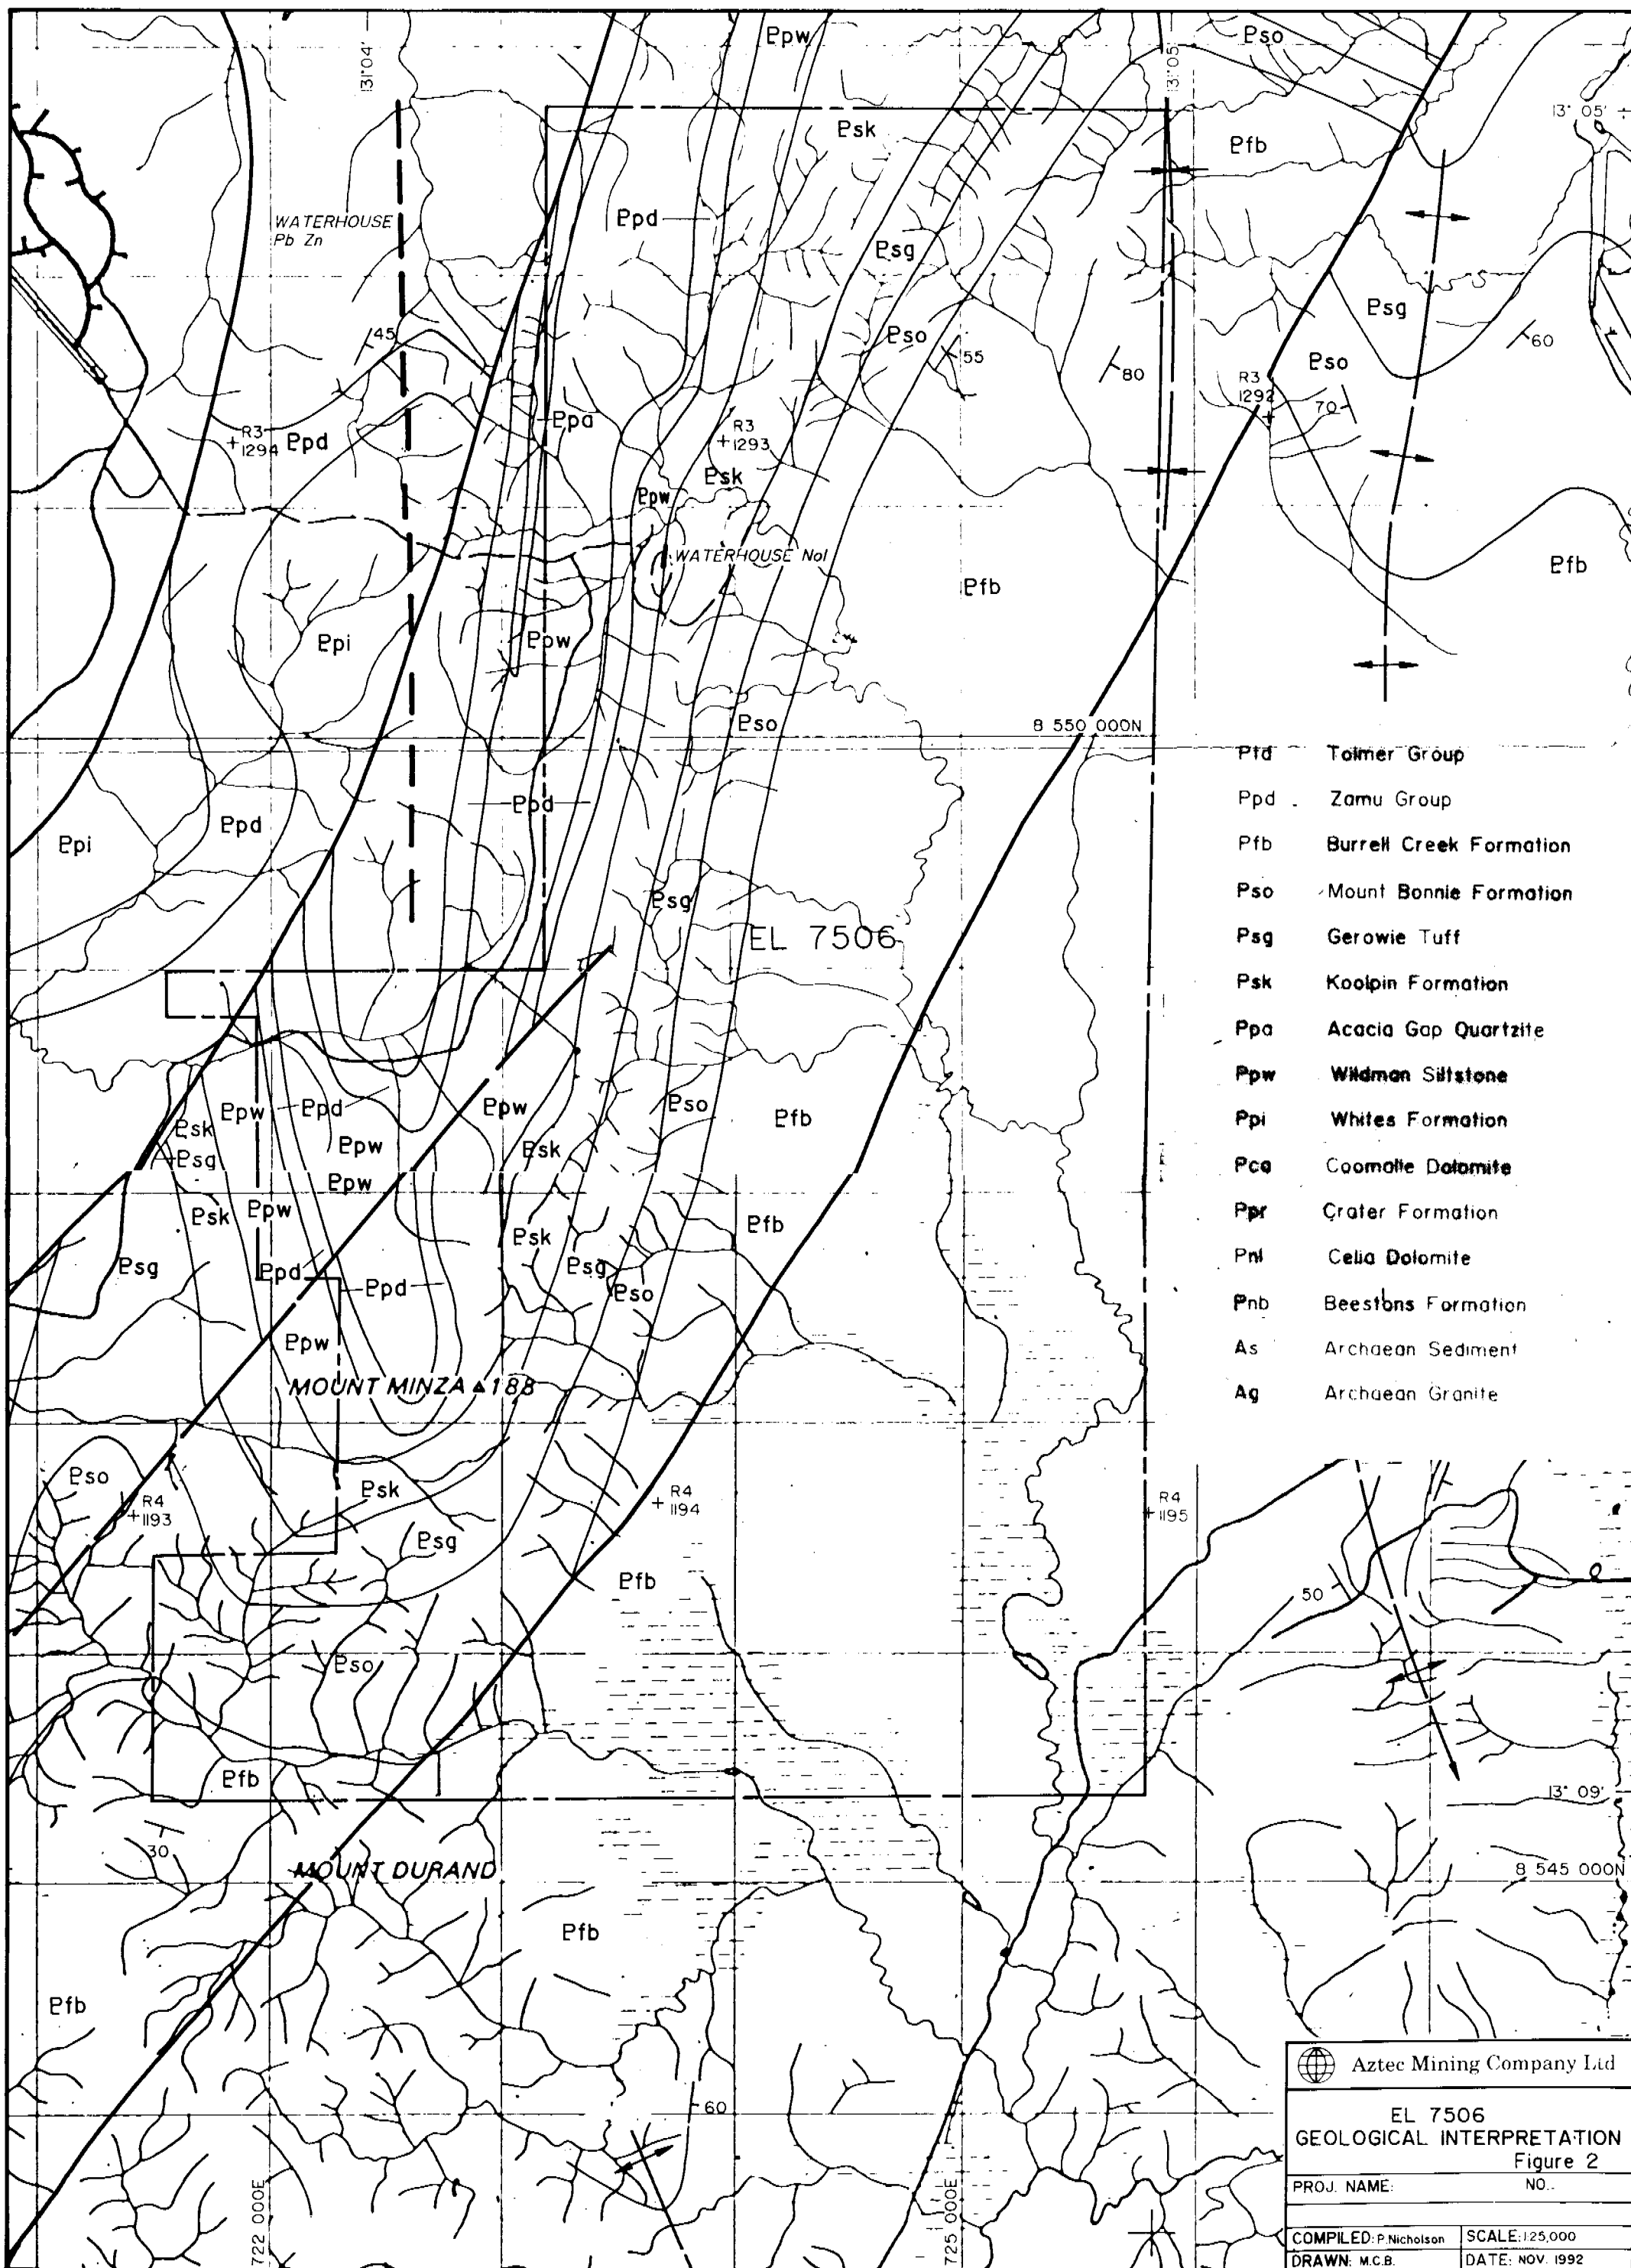 Ppw
Pso
131°04'
131°05'
13° 05'
Psk
Pfb
WATERHOUSE
Pb Zn
Ppd
Psg
Psg
45
Pso
55
80
60
Pso
R3
1292
70
Ppa
R3
1294
Ppd
R3
1293
Psk
Ppw
WATERHOUSE No1
Pfb
Pfb
Ppi
Ppw
Pso
8 550 000N
Ppd
Ppi
Ppd
Psg
EL 7506
Ptd Tolmer Group
Ppd Zamu Group
Pfb Burrell Creek Formation
Pso Mount Bonnie Formation
Psg Gerowie Tuff
Psk Koolpin Formation
Ppa Acacia Gap Quartzite
Ppw Wildman Siltstone
Ppi Whites Formation
Pca Coomalie Dolomite
Ppr Crater Formation
Pnl Celia Dolomite
Pnb Beestons Formation
As Archaean Sediment
Ag Archaean Granite
Ppw
Ppd
Ppw
Pso
Pfb
Psk
Psg
Ppw
Psk
Ppw
Psk
Ppw
Pfb
Psk
Psg
Ppd
Ppd
Psg
Pso
Ppw
MOUNT MINZA 188
Pso
R4
1193
Psk
R4
1194
R4
1195
Psg
Pfb
50
Pso
Pfb
13° 09'
30
MOUNT DURAND
8 545 000N
Pfb
Pfb
60
722 000E
725 000E
Aztec Mining Company Ltd
EL 7506
GEOLOGICAL INTERPRETATION
Figure 2
PROJ. NAME: NO.
COMPILED: P.Nicholson SCALE: 1:25,000
DRAWN: M.C.B. DATE: NOV. 1992